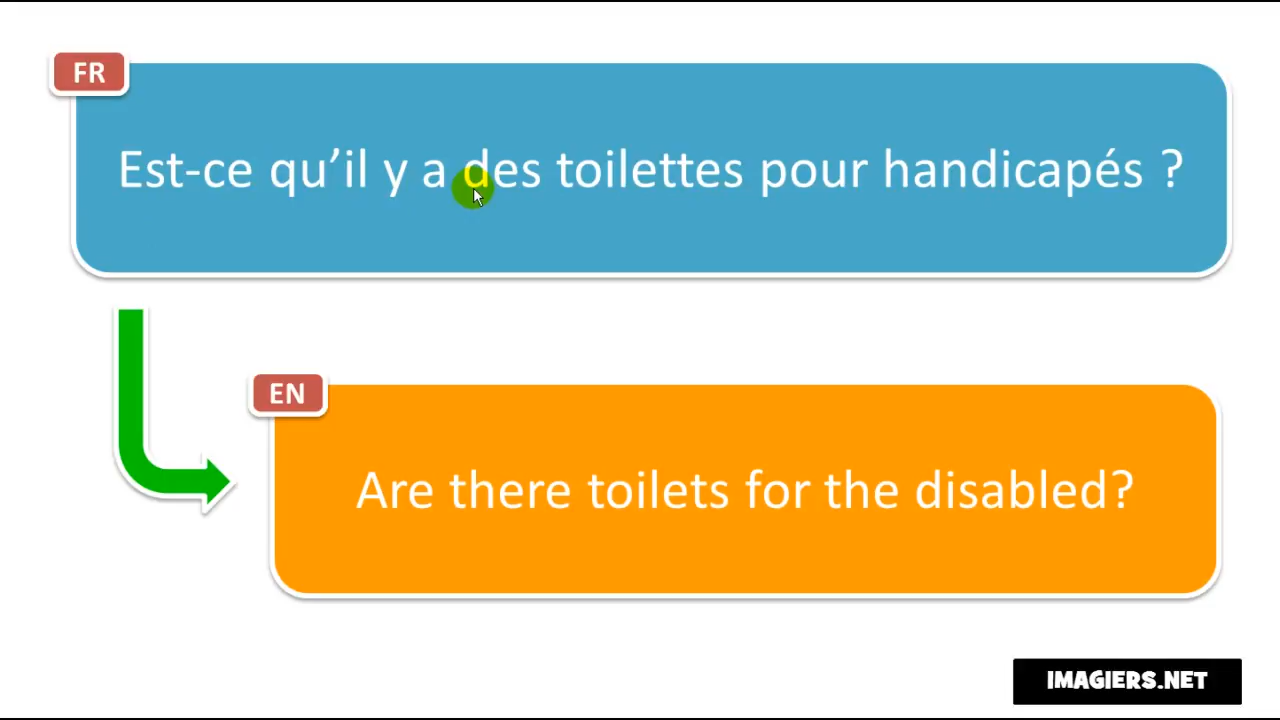 FR
Est-ce qu’il y a des toilettes pour handicapés ?
EN
Are there toilets for the disabled?
IMAGIERS.NET